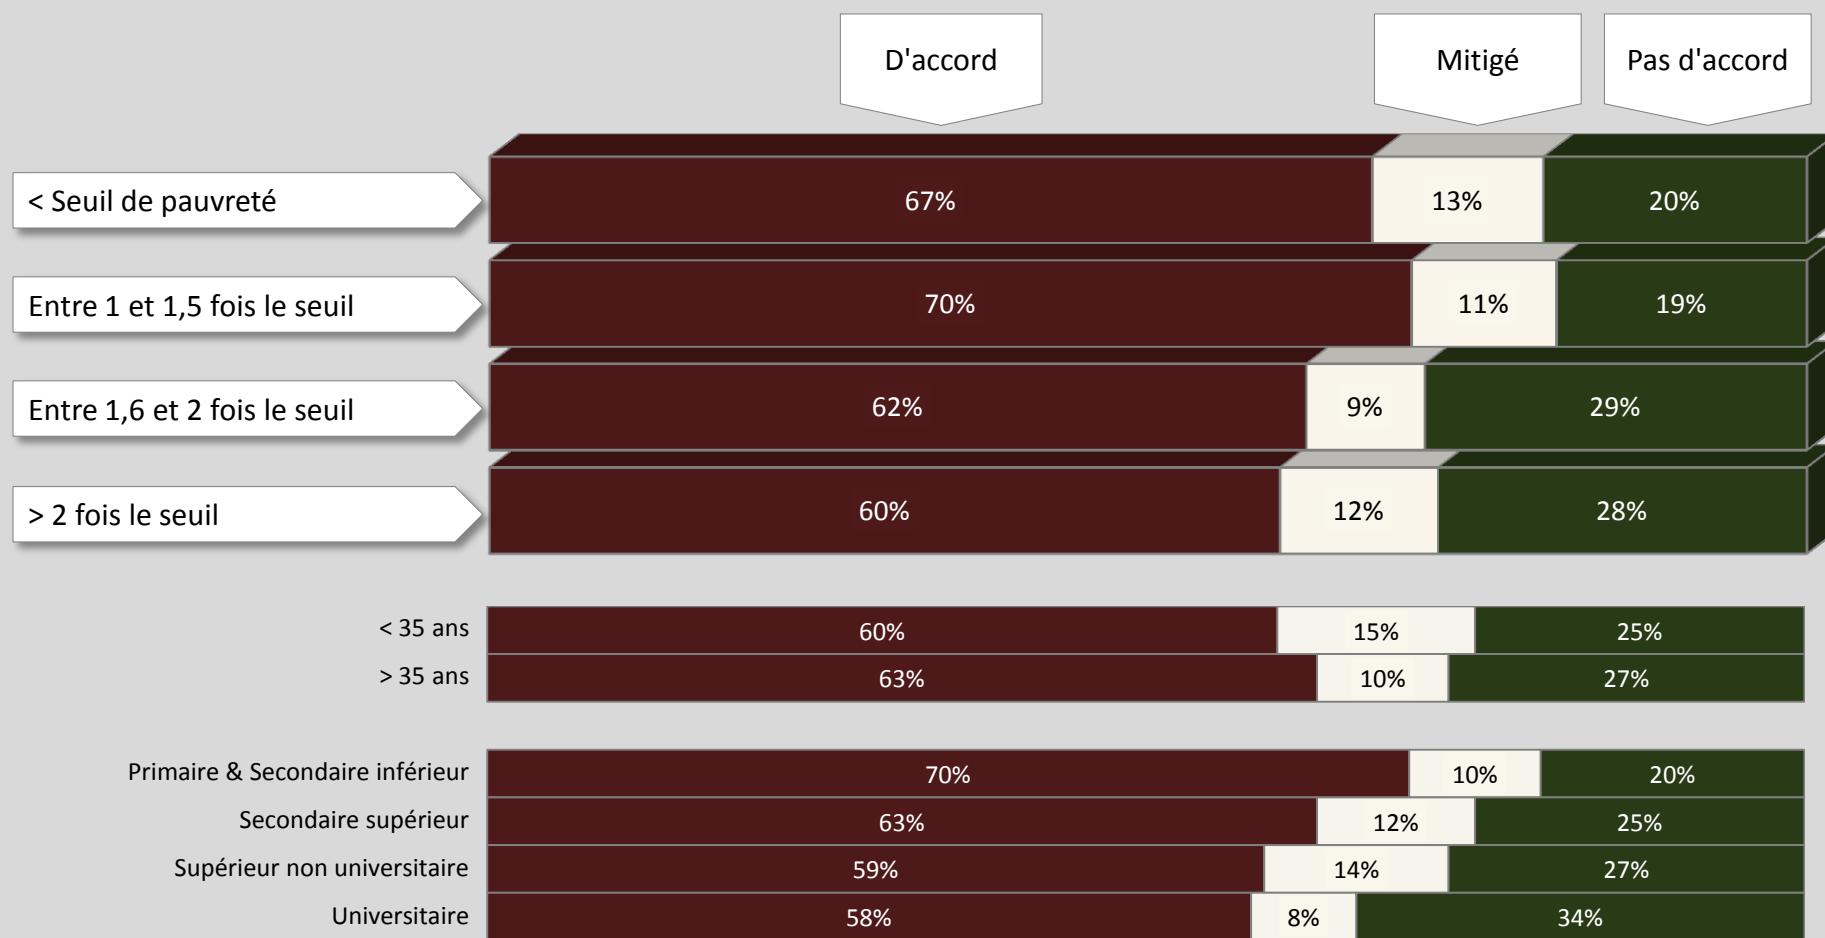 D'accord
Mitigé
Pas d'accord
< Seuil de pauvreté
67%
13%
20%
Entre 1 et 1,5 fois le seuil
70%
11%
19%
Entre 1,6 et 2 fois le seuil
62%
9%
29%
> 2 fois le seuil
60%
12%
28%
< 35 ans
60%
15%
25%
> 35 ans
63%
10%
27%
Primaire & Secondaire inférieur
70%
10%
20%
Secondaire supérieur
63%
12%
25%
Supérieur non universitaire
59%
14%
27%
Universitaire
58%
8%
34%